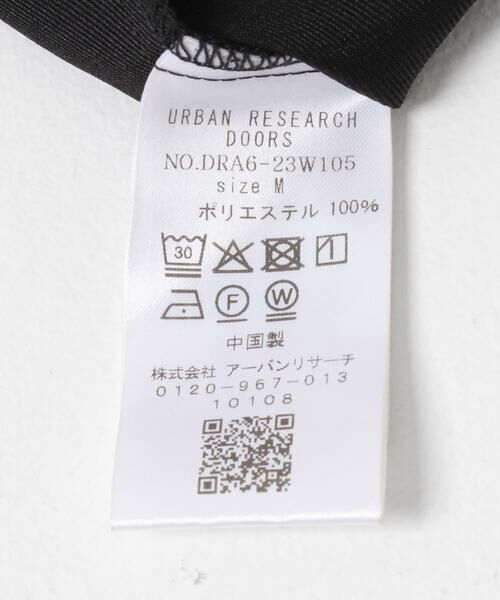 URBAN RESEARCH
DOORS
NO.DRA6-23W105
size M
ポリエステル 100%
30
F W
中国製
株式会社 アーバンリサーチ
0120-967-013
10108